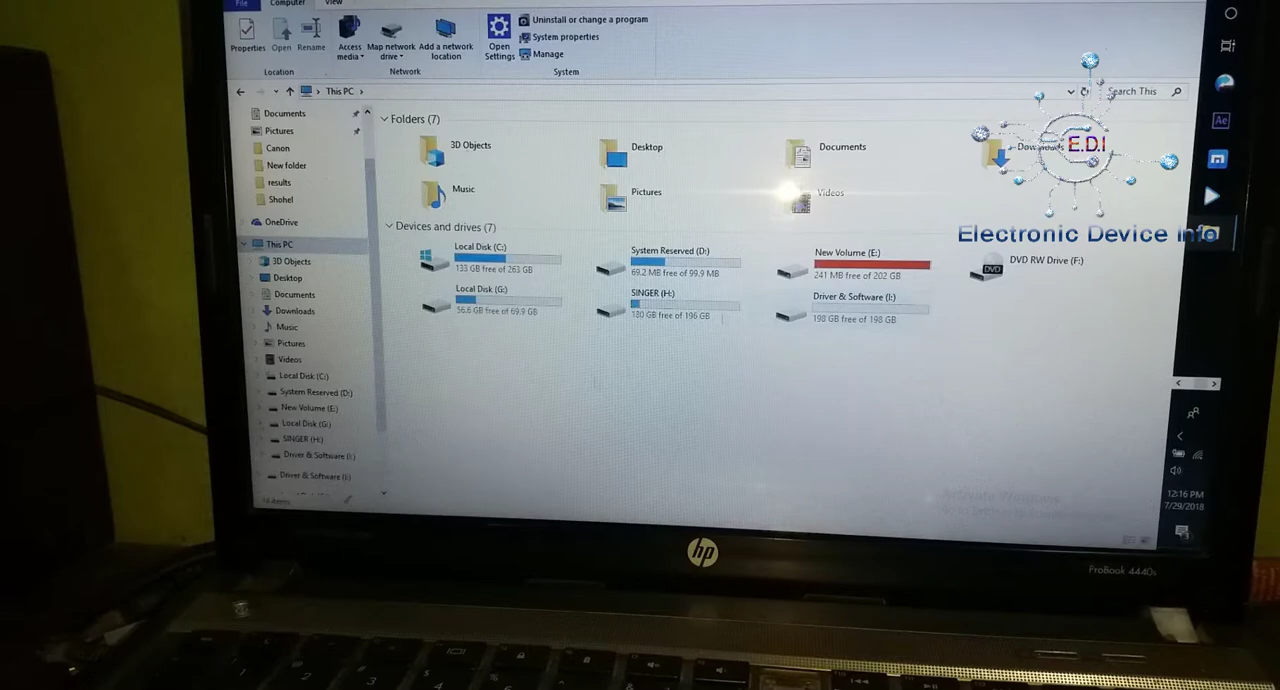 File
Computer
View
Properties
Open
Rename
Access media
Map network drive
Add a network location
Open Settings
Uninstall or change a program
System properties
Manage
Location
Network
System
This PC
Search This
Documents
Pictures
Canon
New folder
results
Shohel
OneDrive
This PC
3D Objects
Desktop
Documents
Downloads
Music
Pictures
Videos
Local Disk (C:)
System Reserved (D:)
New Volume (E:)
Local Disk (G:)
SINGER (H:)
Driver & Software (I:)
Driver & Software (I:)
Folders (7)
3D Objects
Desktop
Documents
Downloads
Music
Pictures
Videos
Devices and drives (7)
Local Disk (C:)
133 GB free of 263 GB
System Reserved (D:)
69.2 MB free of 99.9 MB
New Volume (E:)
241 MB free of 202 GB
DVD RW Drive (F:)
DVD
Local Disk (G:)
56.6 GB free of 69.9 GB
SINGER (H:)
180 GB free of 196 GB
Driver & Software (I:)
198 GB free of 198 GB
E.D.I
Electronic Device Info
Ae
Activate Windows
12:16 PM
7/29/2018
hp
ProBook 4440s